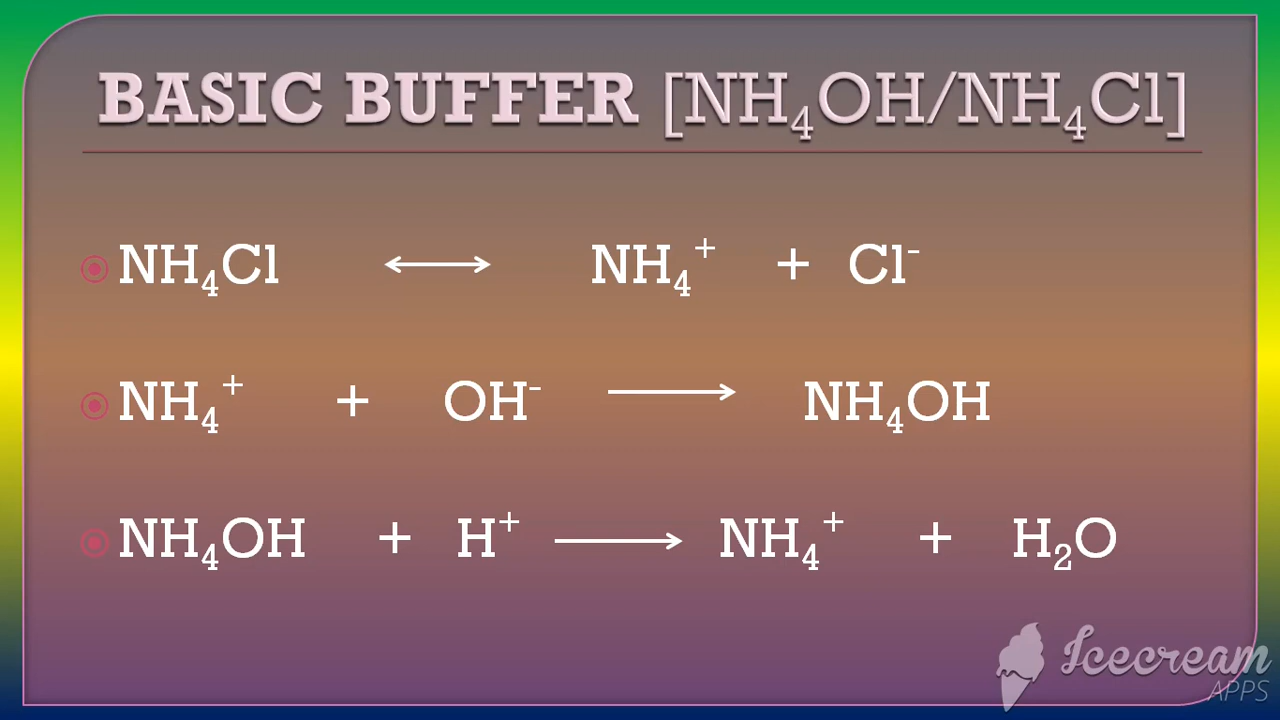 BASIC BUFFER [NH₄OH/NH₄Cl]
NH₄Cl ⟷ NH₄⁺ + Cl⁻
NH₄⁺ + OH⁻ ⟶ NH₄OH
NH₄OH + H⁺ ⟶ NH₄⁺ + H₂O
Icecream
APPS